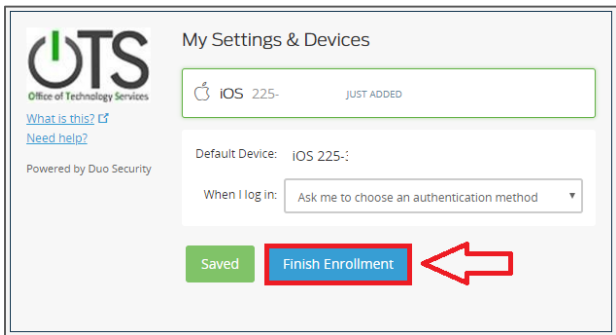 My Settings & Devices
OTS
Office of Technology Services
What is this?
Need help?
Powered by Duo Security
iOS 225- JUST ADDED
Default Device: iOS 225-
When I log in: Ask me to choose an authentication method
Saved Finish Enrollment